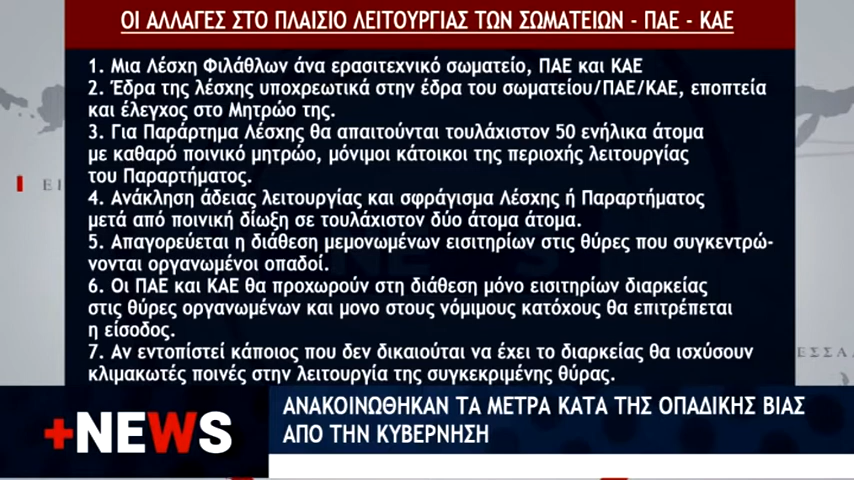 ΟΙ ΑΛΛΑΓΕΣ ΣΤΟ ΠΛΑΙΣΙΟ ΛΕΙΤΟΥΡΓΙΑΣ ΤΩΝ ΣΩΜΑΤΕΙΩΝ - ΠΑΕ - ΚΑΕ
1. Μια Λέσχη Φιλάθλων άνα ερασιτεχνικό σωματείο, ΠΑΕ και ΚΑΕ
2. Έδρα της λέσχης υποχρεωτικά στην έδρα του σωματείου/ΠΑΕ/ΚΑΕ, εποπτεία
και έλεγχος στο Μητρώο της.
3. Για Παράρτημα Λέσχης θα απαιτούνται τουλάχιστον 50 ενήλικα άτομα
με καθαρό ποινικό μητρώο, μόνιμοι κάτοικοι της περιοχής λειτουργίας
του Παραρτήματος.
4. Ανάκληση άδειας λειτουργίας και σφράγισμα Λέσχης ή Παραρτήματος
μετά από ποινική δίωξη σε τουλάχιστον δύο άτομα άτομα.
5. Απαγορεύεται η διάθεση μεμονωμένων εισιτηρίων στις θύρες που συγκεντρώ-
νονται οργανωμένοι οπαδοί.
6. Οι ΠΑΕ και ΚΑΕ θα προχωρούν στη διάθεση μόνο εισιτηρίων διαρκείας
στις θύρες οργανωμένων και μονο στους νόμιμους κατόχους θα επιτρέπεται
η είσοδος.
7. Αν εντοπιστεί κάποιος που δεν δικαιούται να έχει το διαρκείας θα ισχύσουν
κλιμακωτές ποινές στην λειτουργία της συγκεκριμένης θύρας.
+NEWS
ΑΝΑΚΟΙΝΩΘΗΚΑΝ ΤΑ ΜΕΤΡΑ ΚΑΤΑ ΤΗΣ ΟΠΑΔΙΚΗΣ ΒΙΑΣ
ΑΠΟ ΤΗΝ ΚΥΒΕΡΝΗΣΗ